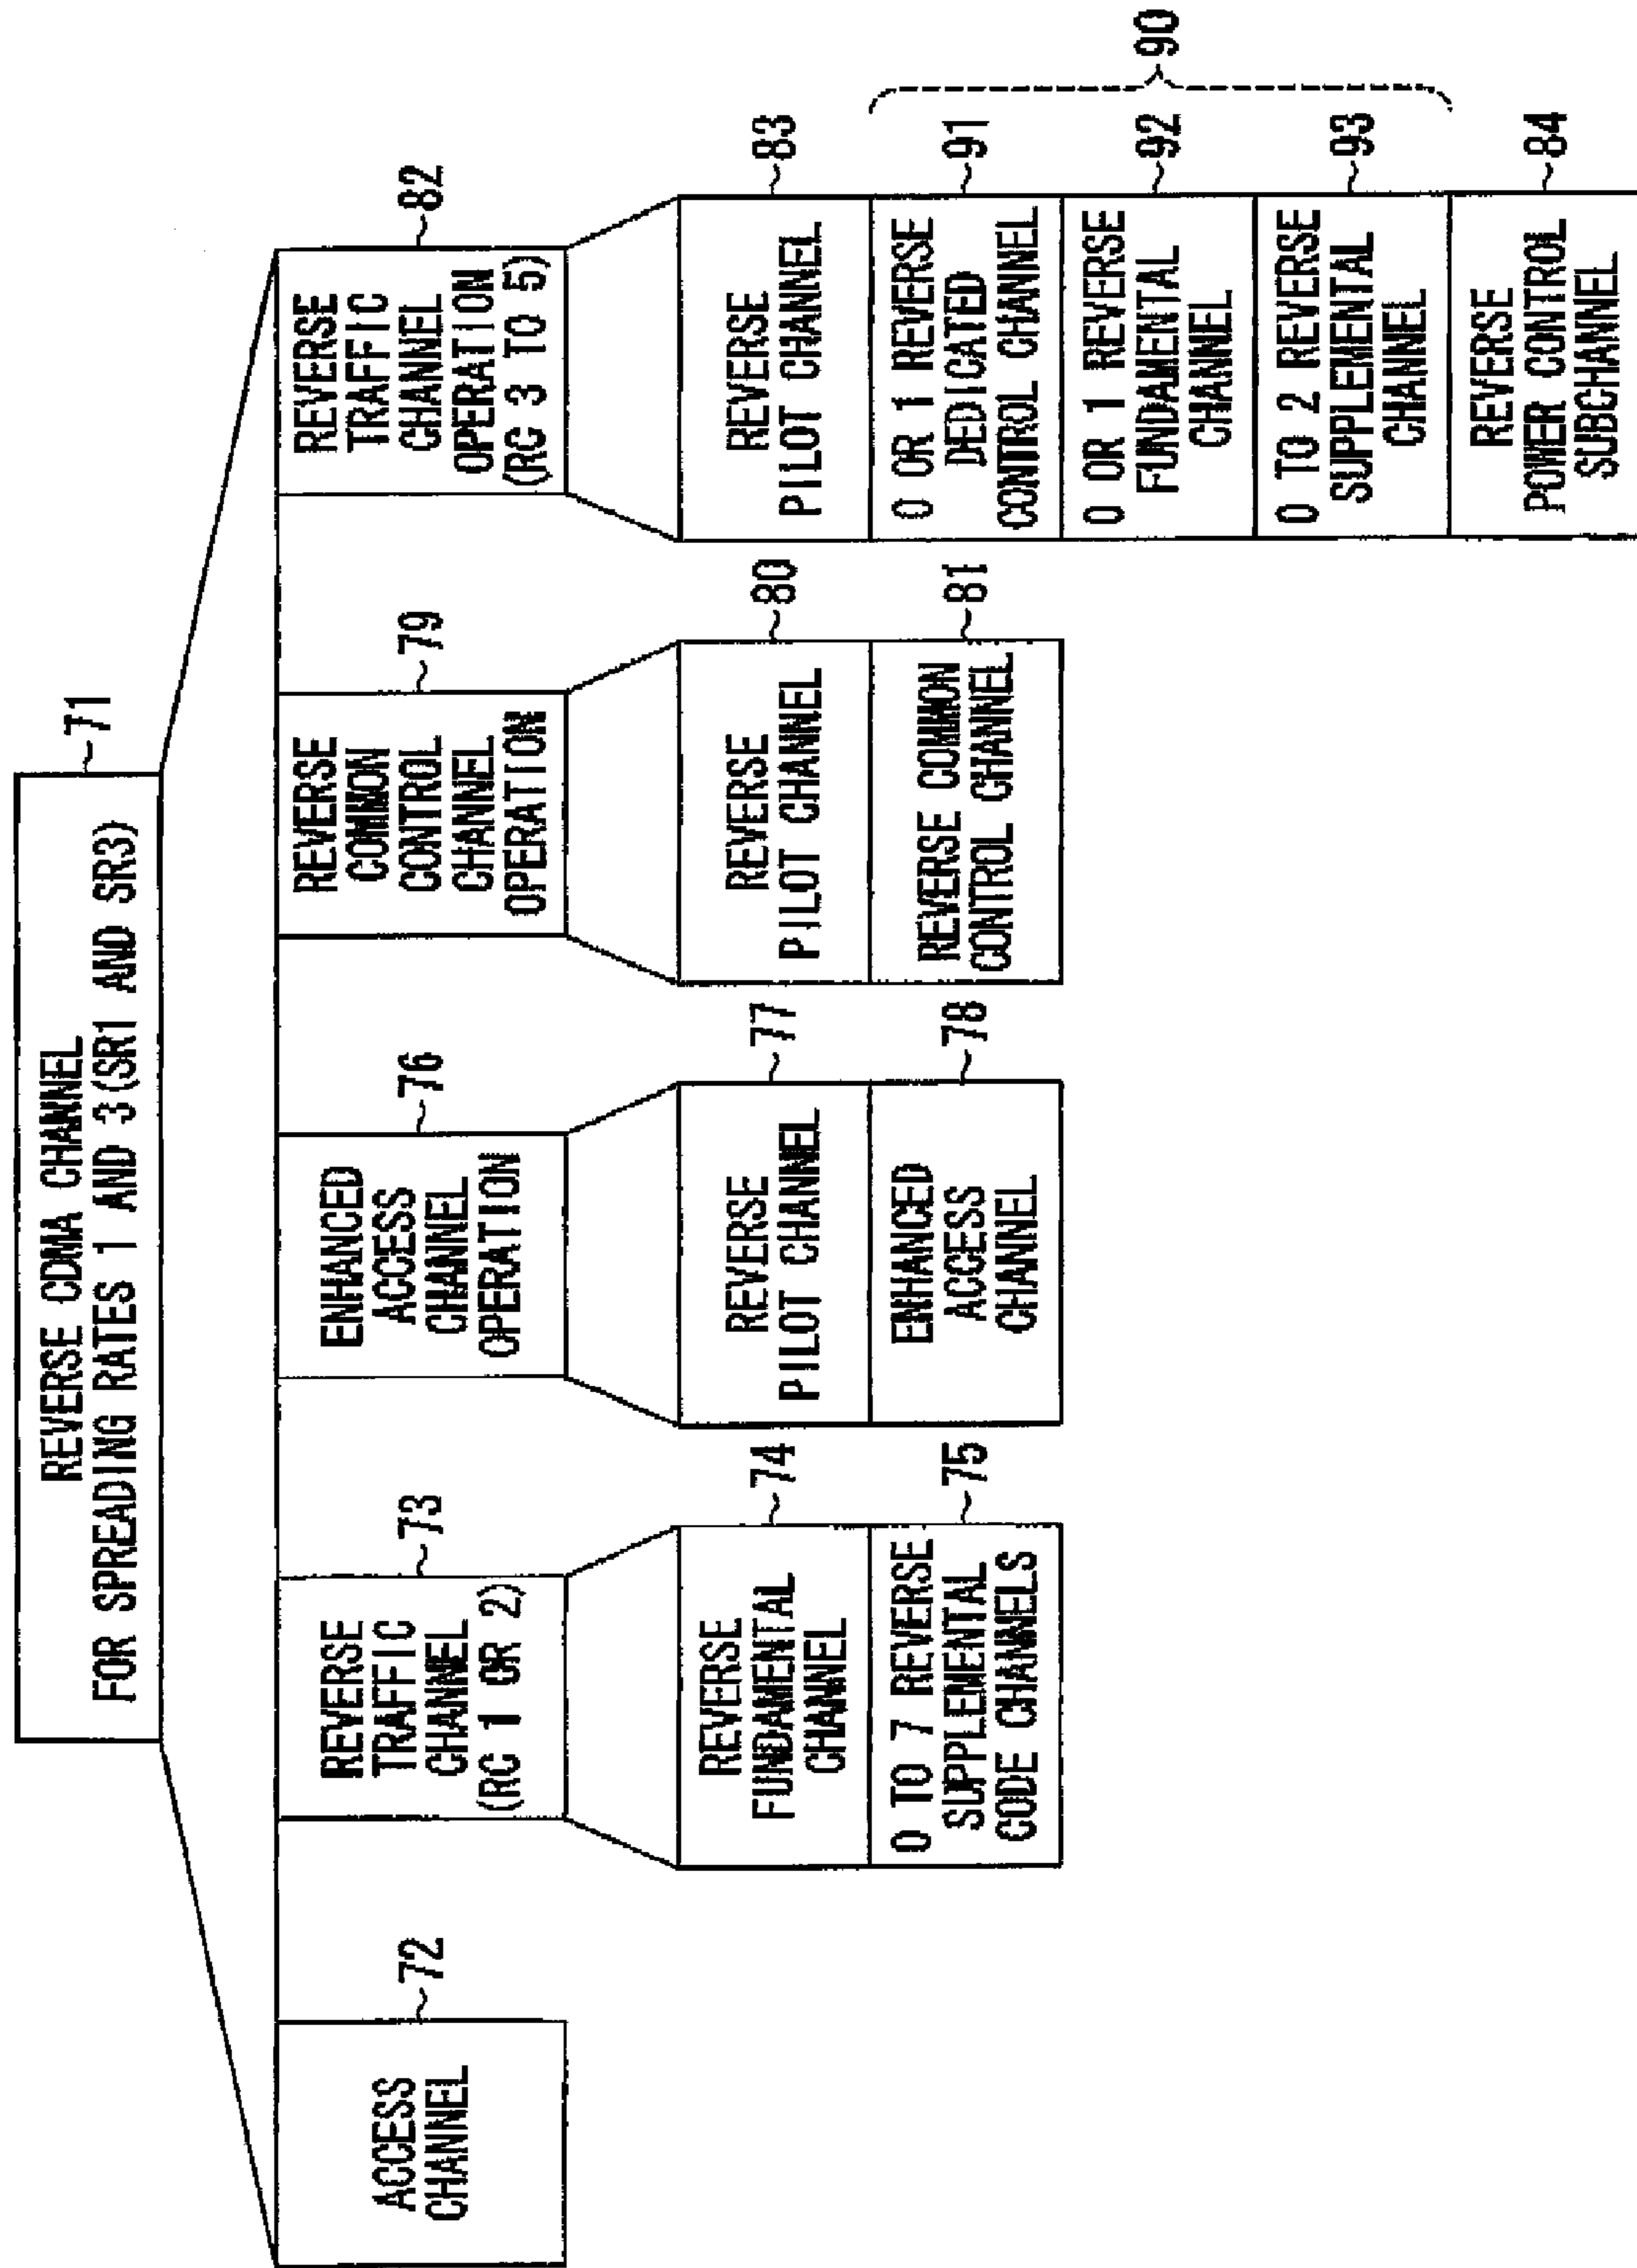 REVERSE CDMA CHANNEL
FOR SPREADING RATES 1 AND 3(SR1 AND SR3)
71
ACCESS
CHANNEL
72
REVERSE
TRAFFIC
CHANNEL
(RC 1 OR 2)
73
REVERSE
FUNDAMENTAL
CHANNEL
74
0 TO 7 REVERSE
SUPPLEMENTAL
CODE CHANNELS
75
ENHANCED
ACCESS
CHANNEL
OPERATION
76
REVERSE
PILOT CHANNEL
77
ENHANCED
ACCESS
CHANNEL
78
REVERSE
COMMON
CONTROL
CHANNEL
OPERATION
79
REVERSE
PILOT CHANNEL
80
REVERSE COMMON
CONTROL CHANNEL
81
REVERSE
TRAFFIC
CHANNEL
OPERATION
(RC 3 TO 5)
82
REVERSE
PILOT CHANNEL
83
0 OR 1 REVERSE
DEDICATED
CONTROL CHANNEL
91
0 OR 1 REVERSE
FUNDAMENTAL
CHANNEL
92
0 TO 2 REVERSE
SUPPLEMENTAL
CHANNEL
93
90
REVERSE
POWER CONTROL
SUBCHANNEL
84